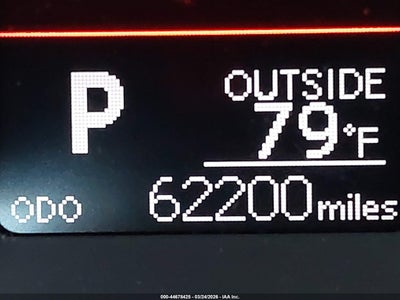 P
OUTSIDE
79°F
ODO 62200 miles
000-44678425 - 03/24/2026 - IAA Inc.